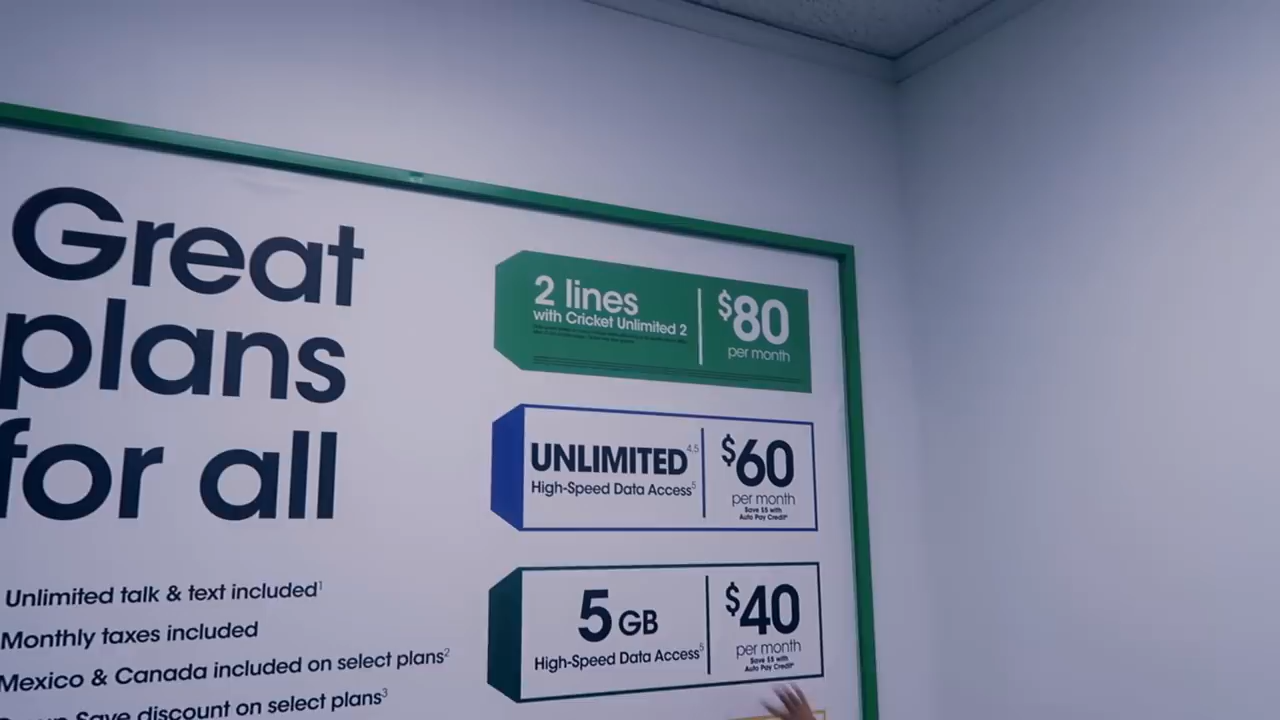 Great
plans
for all
Unlimited talk & text included¹
Monthly taxes included
Mexico & Canada included on select plans²
Save discount on select plans³
2 lines
with Cricket Unlimited 2
$80
per month
UNLIMITED⁴·⁵
High-Speed Data Access⁵
$60
per month
Save $5 with
Auto Pay Credit*
5 GB
High-Speed Data Access⁵
$40
per month
Save $5 with
Auto Pay Credit*